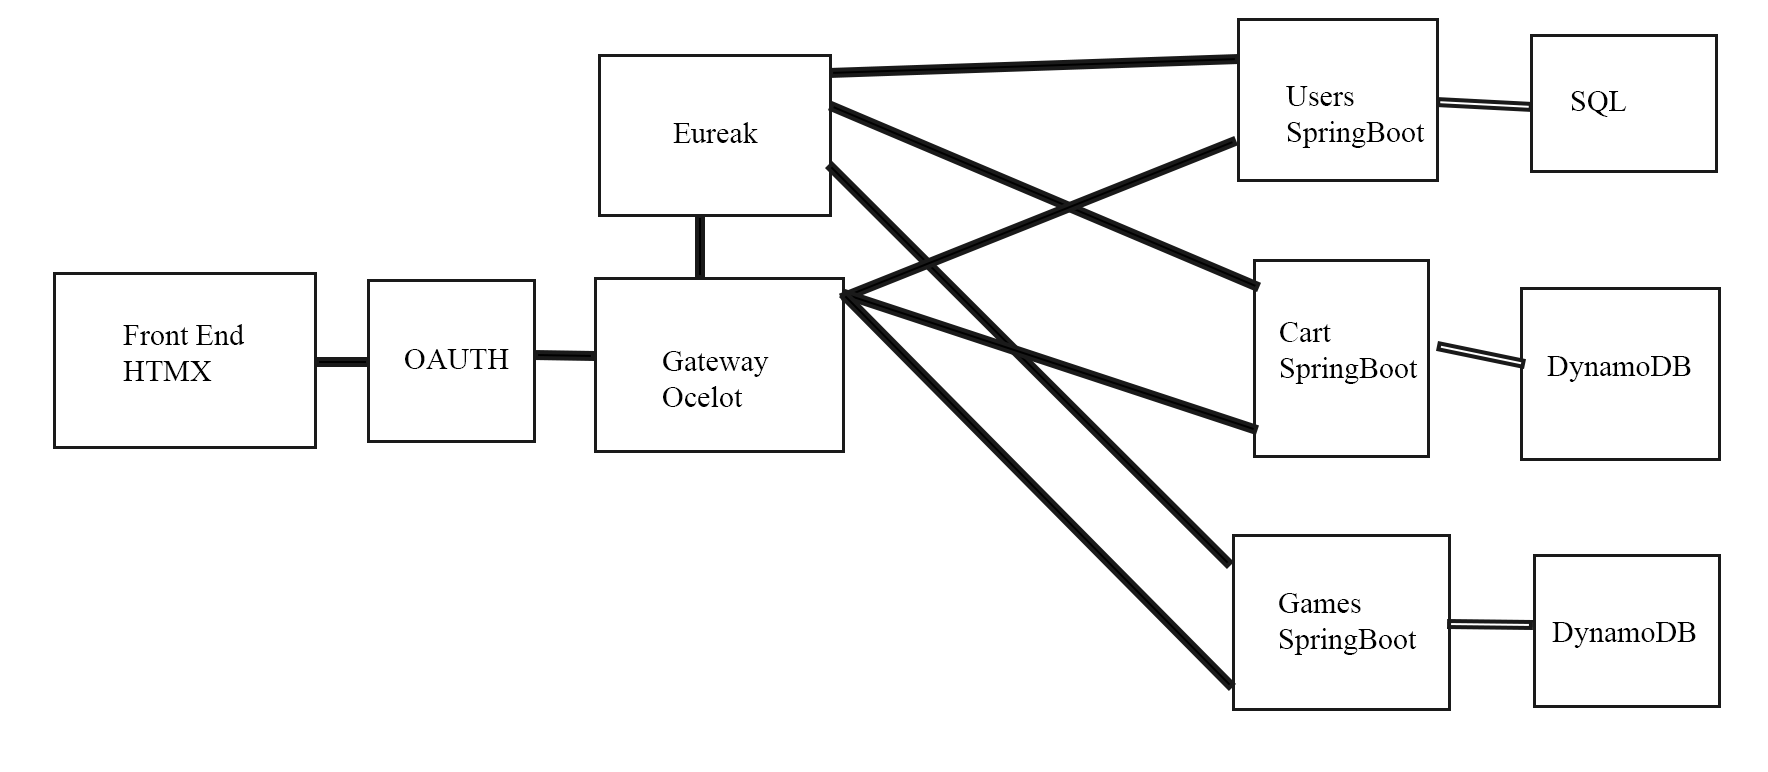 Eureak
Users
SpringBoot
SQL
Front End
HTMX
OAUTH
Gateway
Ocelot
Cart
SpringBoot
DynamoDB
Games
SpringBoot
DynamoDB